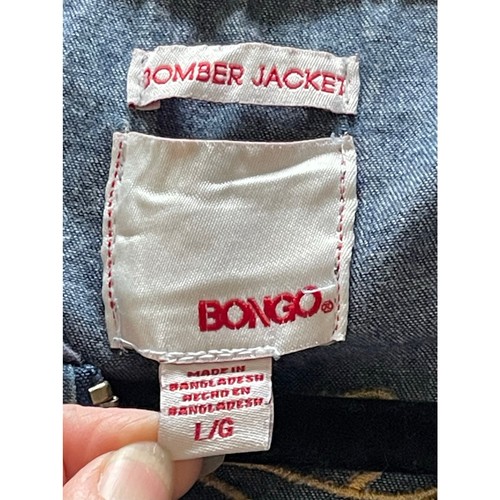 BOMBER JACKET
BONGO®
MADE IN
BANGLADESH
HECHO EN
BANGLADESH.
L/G